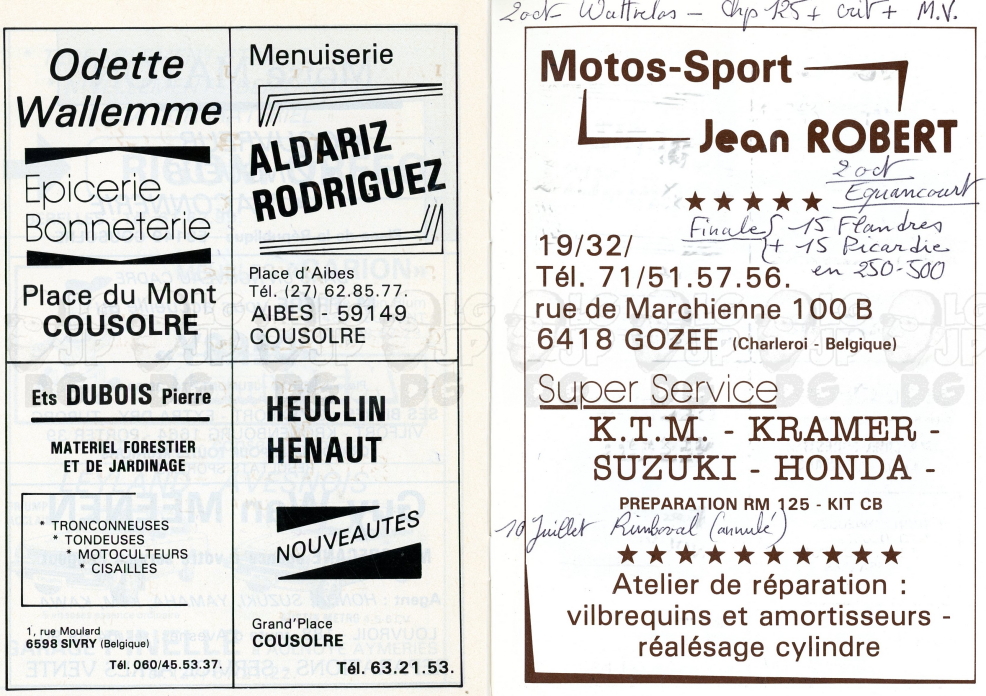 Odette
Wallemme
Epicerie
Bonneterie
Place du Mont
COUSOLRE
Menuiserie
ALDARIZ
RODRIGUEZ
Place d'Aibes
Tél. (27) 62.85.77.
AIBES - 59149
COUSOLRE
Ets DUBOIS Pierre
MATERIEL FORESTIER
ET DE JARDINAGE
* TRONCONNEUSES
* TONDEUSES
* MOTOCULTEURS
* CISAILLES
1, rue Moulard
6598 SIVRY (Belgique)
Tél. 060/45.53.37.
HEUCLIN
HENAUT
NOUVEAUTES
Grand'Place
COUSOLRE
Tél. 63.21.53.
2 oct Wattrelos - Chp 125 + crit + M.V.
Motos-Sport
Jean ROBERT
2 oct
Equancourt
Finale { 15 Flandres
+ 15 Picardie
en 250-500
19/32/
Tél. 71/51.57.56.
rue de Marchienne 100 B
6418 GOZEE (Charleroi - Belgique)
Super Service
K.T.M. - KRAMER -
SUZUKI - HONDA -
PREPARATION RM 125 - KIT CB
10 Juillet Rimboval (annulé)
Atelier de réparation :
vilbrequins et amortisseurs -
réalésage cylindre